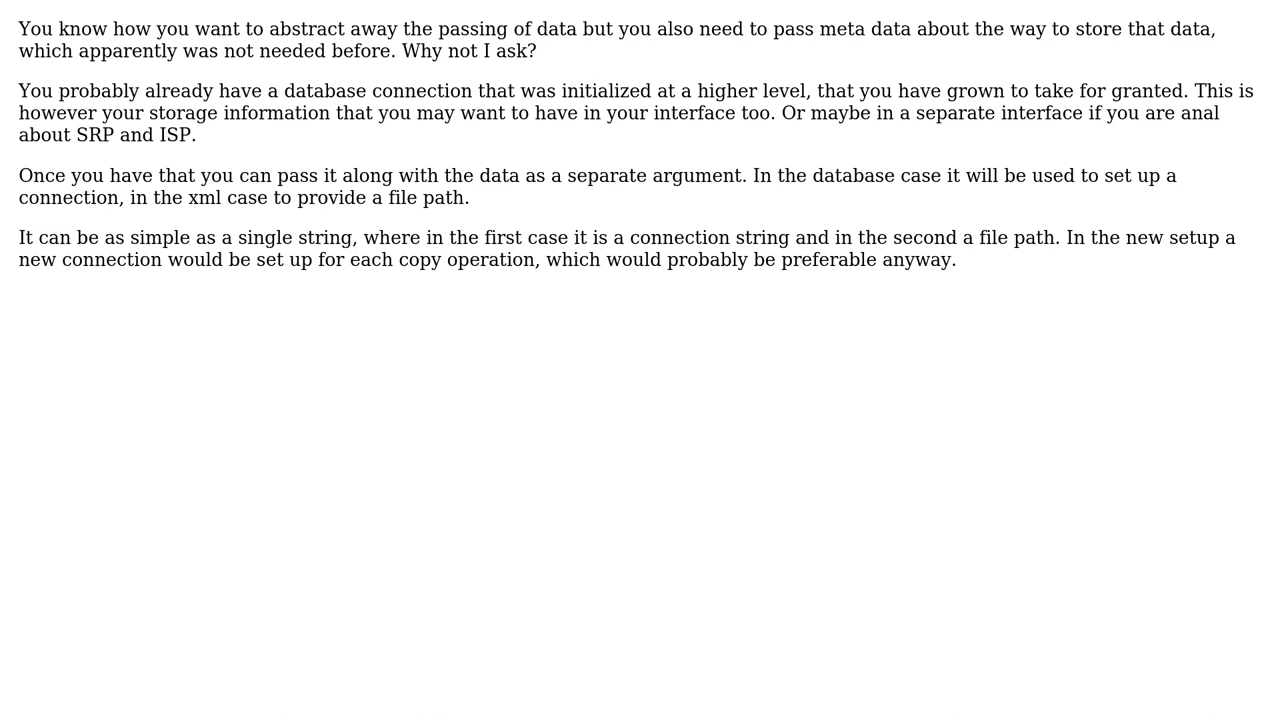 You know how you want to abstract away the passing of data but you also need to pass meta data about the way to store that data,
which apparently was not needed before. Why not I ask?
You probably already have a database connection that was initialized at a higher level, that you have grown to take for granted. This is
however your storage information that you may want to have in your interface too. Or maybe in a separate interface if you are anal
about SRP and ISP.
Once you have that you can pass it along with the data as a separate argument. In the database case it will be used to set up a
connection, in the xml case to provide a file path.
It can be as simple as a single string, where in the first case it is a connection string and in the second a file path. In the new setup a
new connection would be set up for each copy operation, which would probably be preferable anyway.